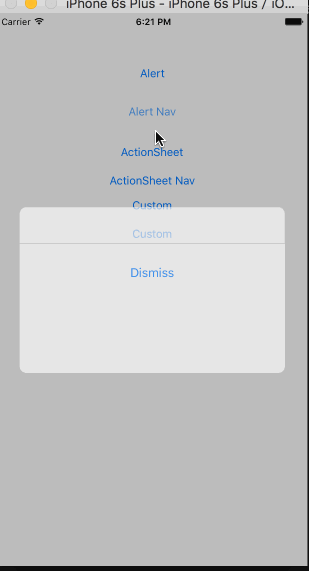 iPhone 6s Plus - iPhone 6s Plus / iO...
Carrier 6:21 PM
Alert
Alert Nav
ActionSheet
ActionSheet Nav
Custom
Custom
Dismiss